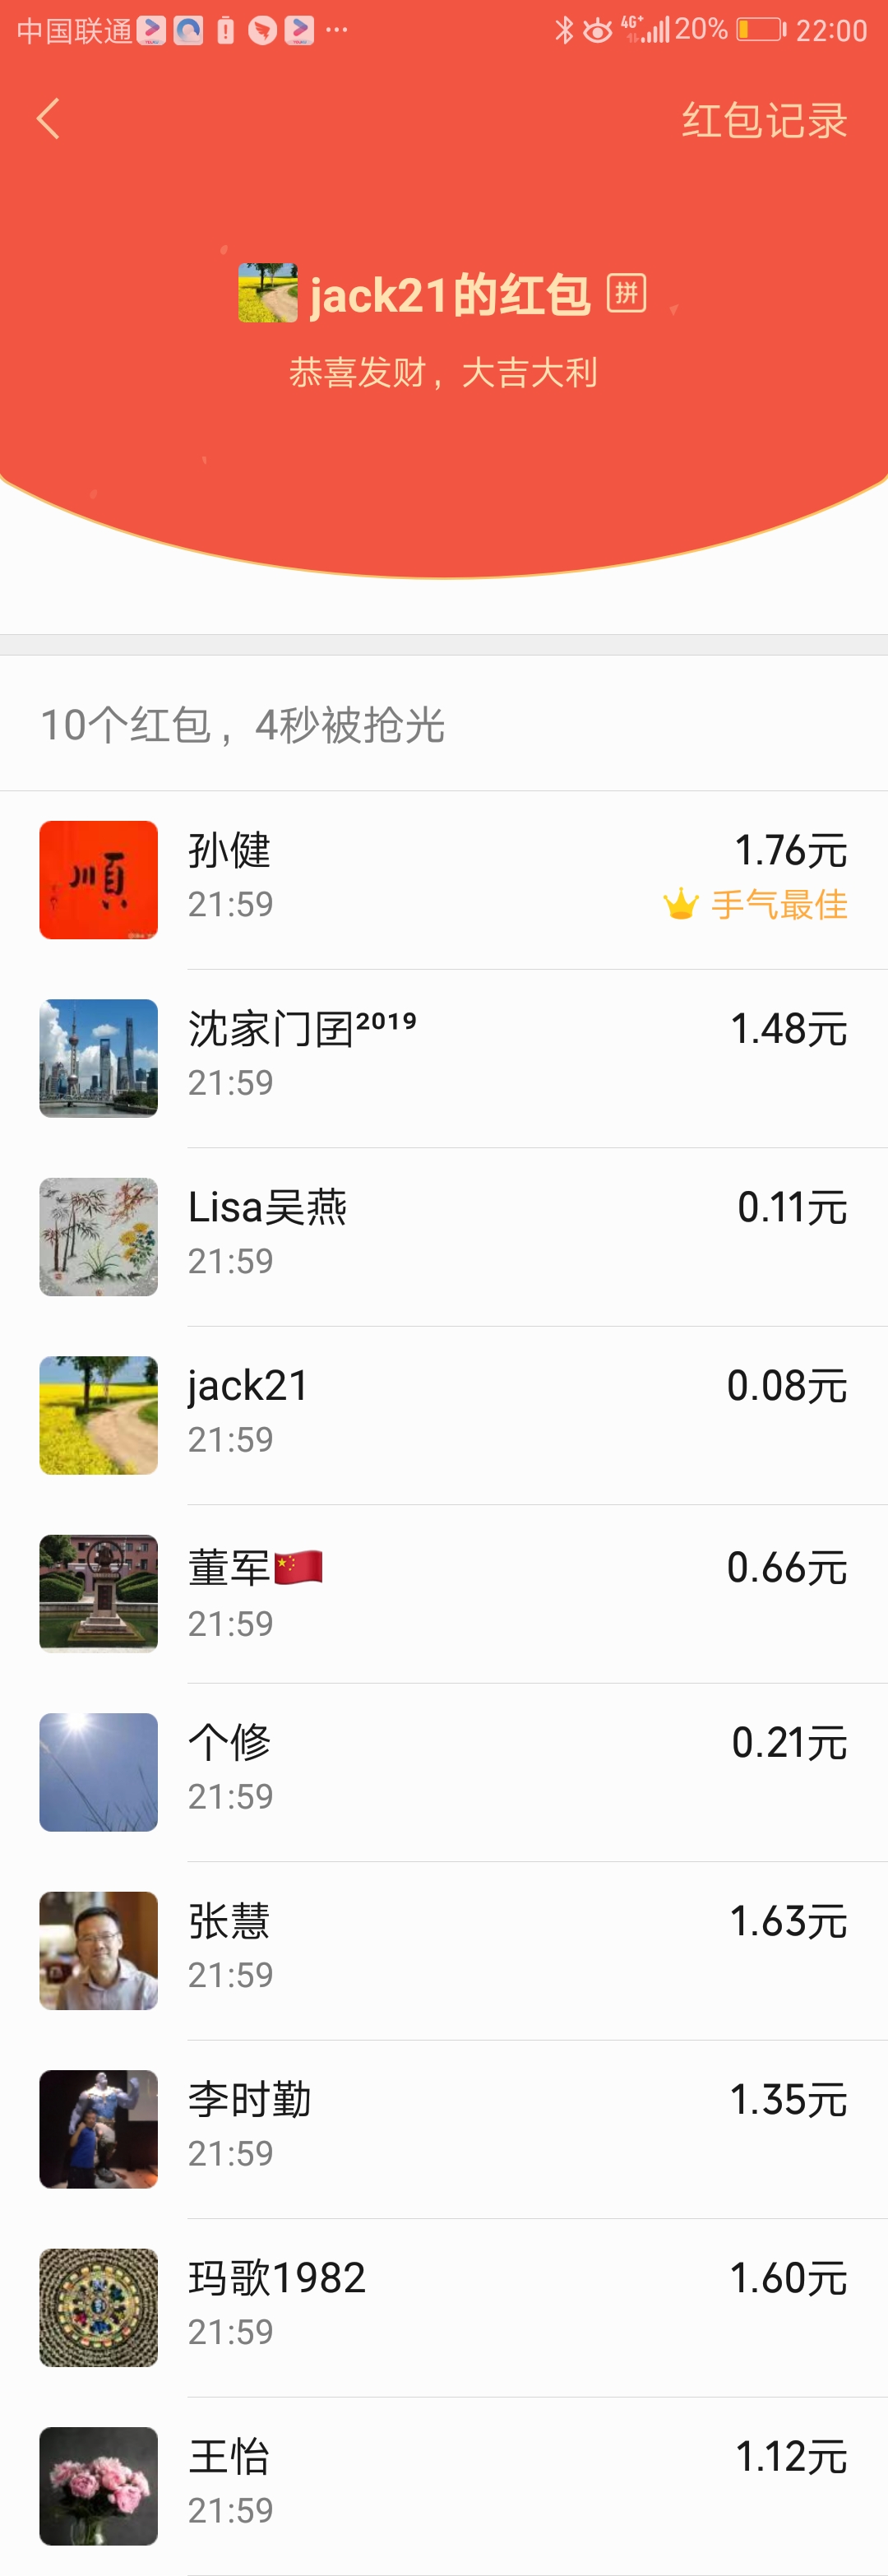 中国联通 ... 4G+ 20% 22:00
红包记录
jack21的红包 拼
恭喜发财，大吉大利
10个红包，4秒被抢光
順
孙健 1.76元
21:59 手气最佳
沈家门囝²⁰¹⁹ 1.48元
21:59
Lisa吴燕 0.11元
21:59
jack21 0.08元
21:59
董军🇨🇳 0.66元
21:59
个修 0.21元
21:59
张慧 1.63元
21:59
李时勤 1.35元
21:59
玛歌1982 1.60元
21:59
王怡 1.12元
21:59